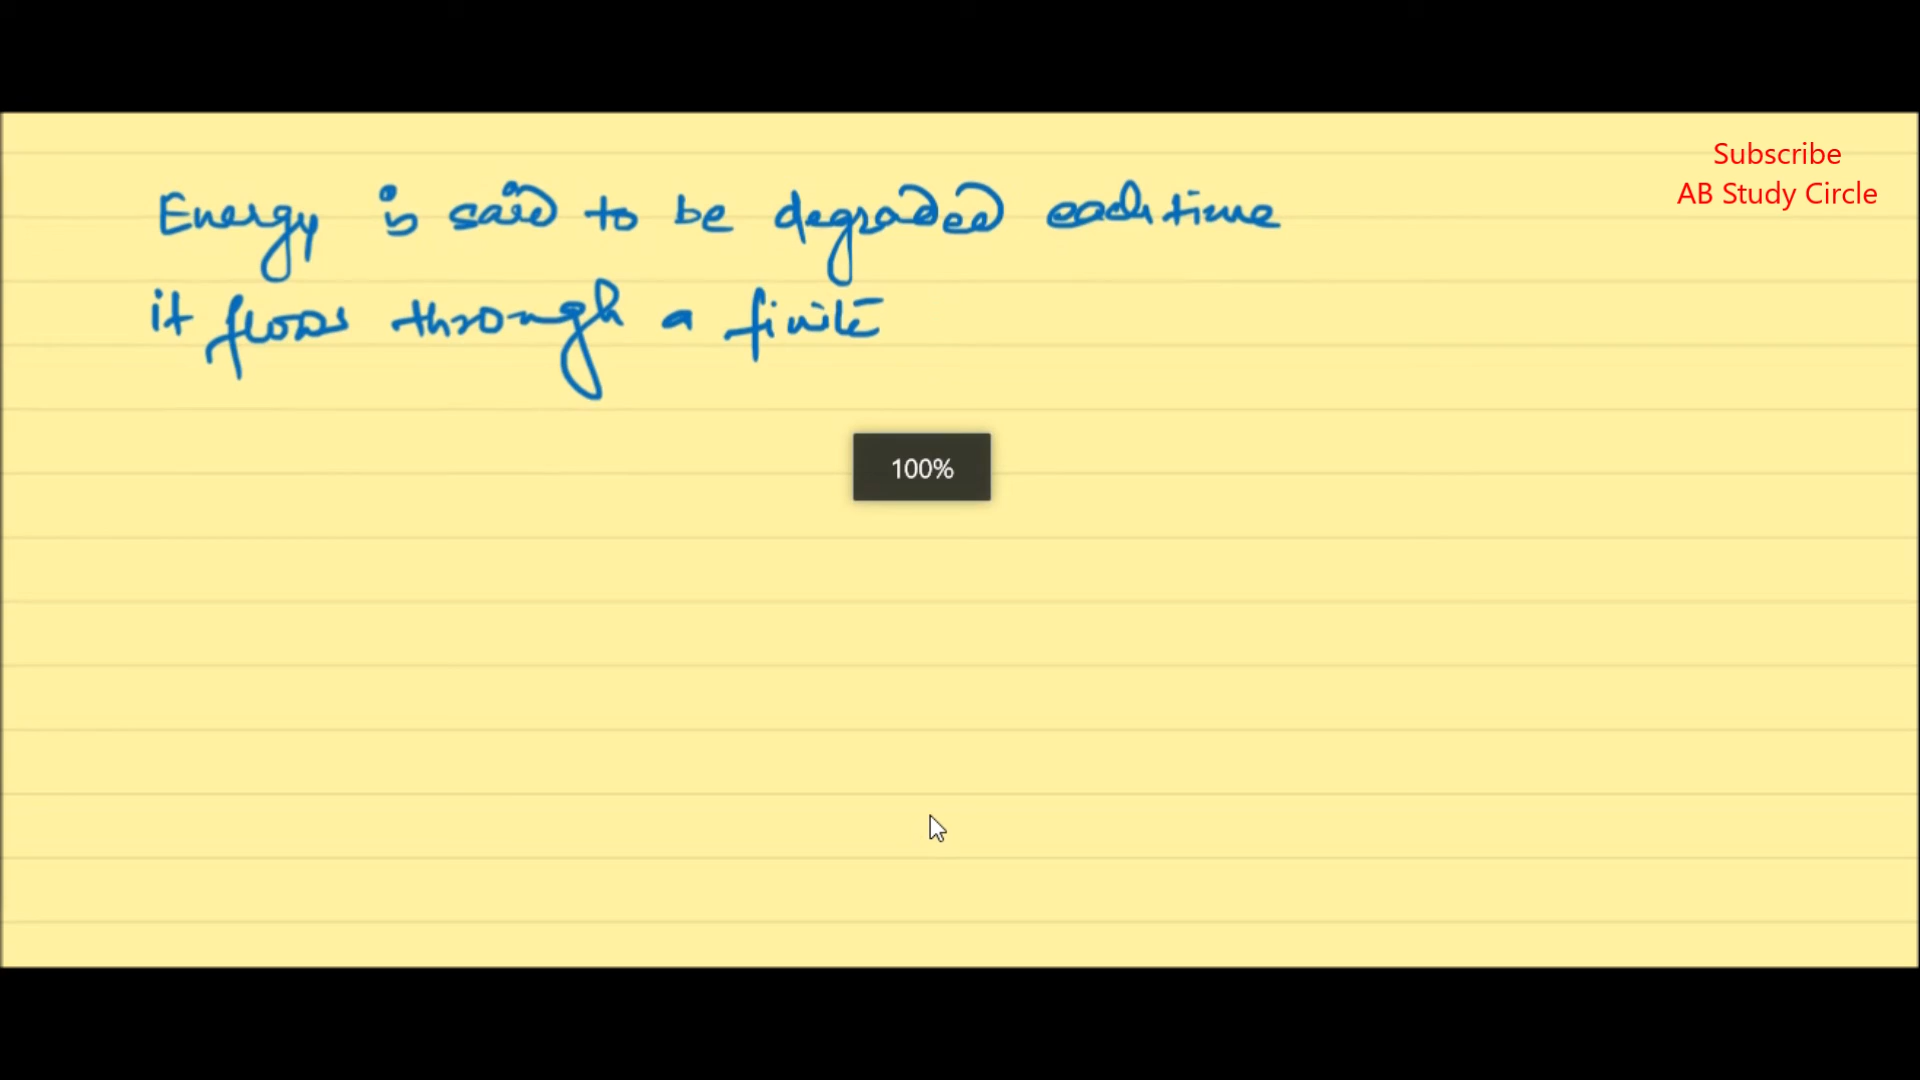 Subscribe
AB Study Circle
Energy is said to be degraded each time
it flows through a finite
100%